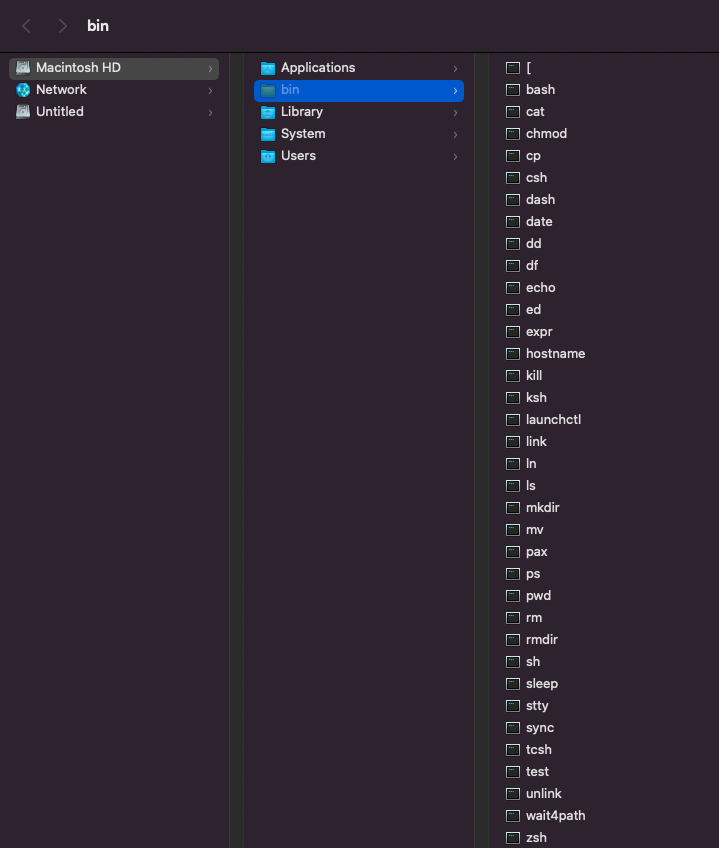 bin
Macintosh HD
Network
Untitled
Applications
bin
Library
System
Users
[
bash
cat
chmod
cp
csh
dash
date
dd
df
echo
ed
expr
hostname
kill
ksh
launchctl
link
ln
ls
mkdir
mv
pax
ps
pwd
rm
rmdir
sh
sleep
stty
sync
tcsh
test
unlink
wait4path
zsh